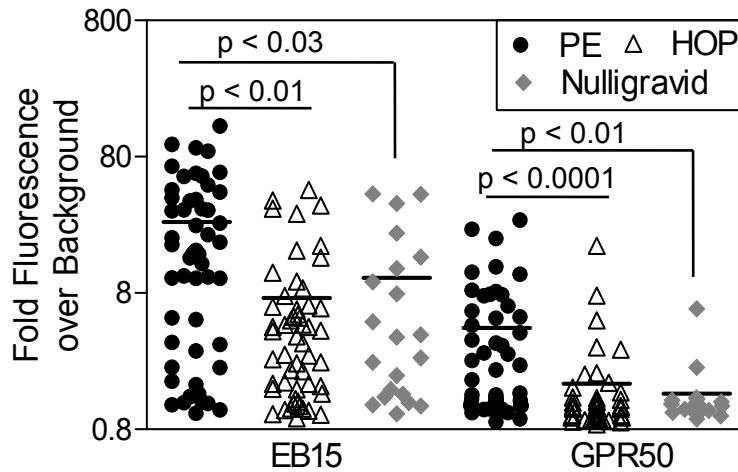 800
PE HOP
p < 0.03
Nulligravid
p < 0.01
p < 0.01
80
p < 0.0001
Fold Fluorescence
over Background
8
0.8
EB15 GPR50